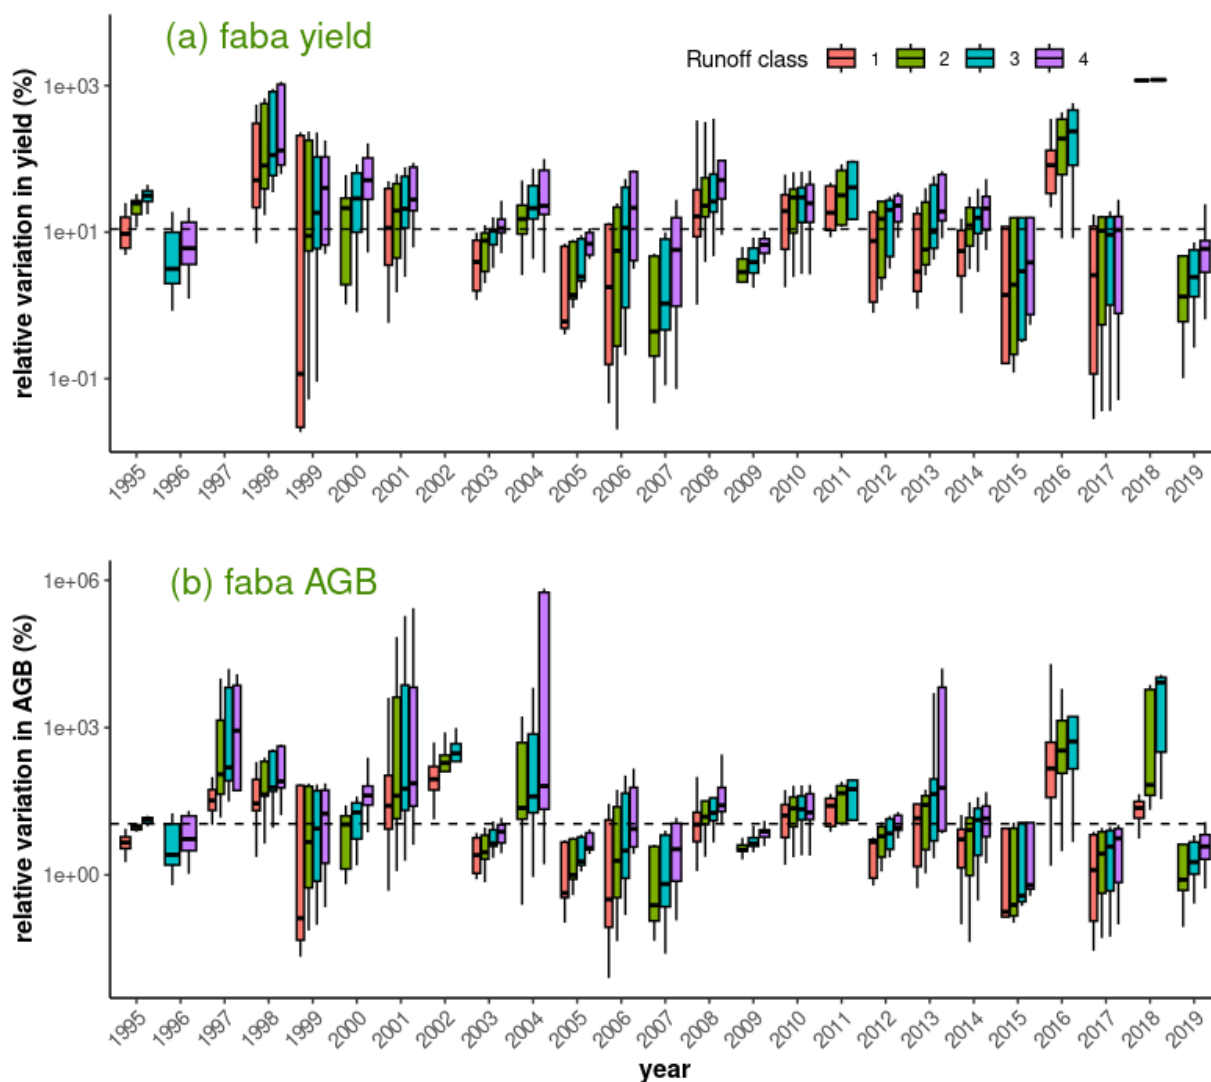 (a) faba yield
Runoff class 1 2 3 4
relative variation in yield (%)
1e+03
1e+01
1e-01
1995 1996 1997 1998 1999 2000 2001 2002 2003 2004 2005 2006 2007 2008 2009 2010 2011 2012 2013 2014 2015 2016 2017 2018 2019
(b) faba AGB
relative variation in AGB (%)
1e+06
1e+03
1e+00
1995 1996 1997 1998 1999 2000 2001 2002 2003 2004 2005 2006 2007 2008 2009 2010 2011 2012 2013 2014 2015 2016 2017 2018 2019
year